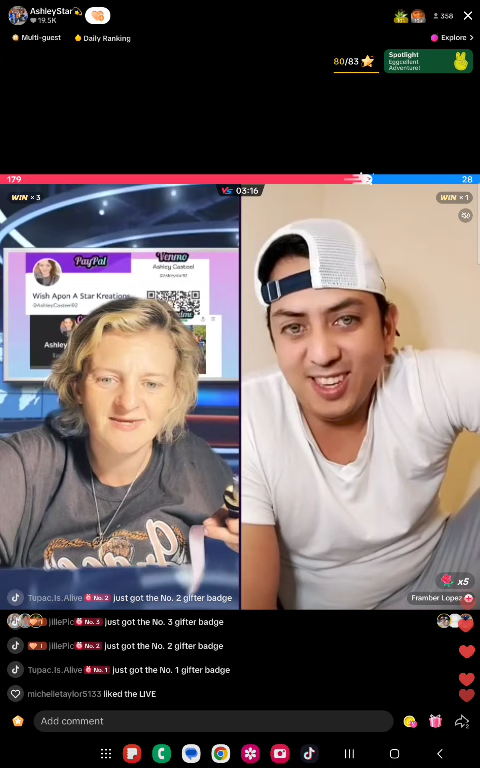 AshleyStar
19.5K
358
Multi-guest
Daily Ranking
Explore >
80/83
Spotlight
Eggcellent
Adventure!
179
VS 03:16
28
WIN × 3
WIN × 1
PayPal
Venmo
Wish Apon A Star Kreations
Ashley
x5
Framber Lopez
Tupac.Is.Alive No. 2 just got the No. 2 gifter badge
jillePic No. 3 just got the No. 3 gifter badge
jillePic No. 2 just got the No. 2 gifter badge
Tupac.Is.Alive No. 1 just got the No. 1 gifter badge
michelletaylor5133 liked the LIVE
Add comment
2